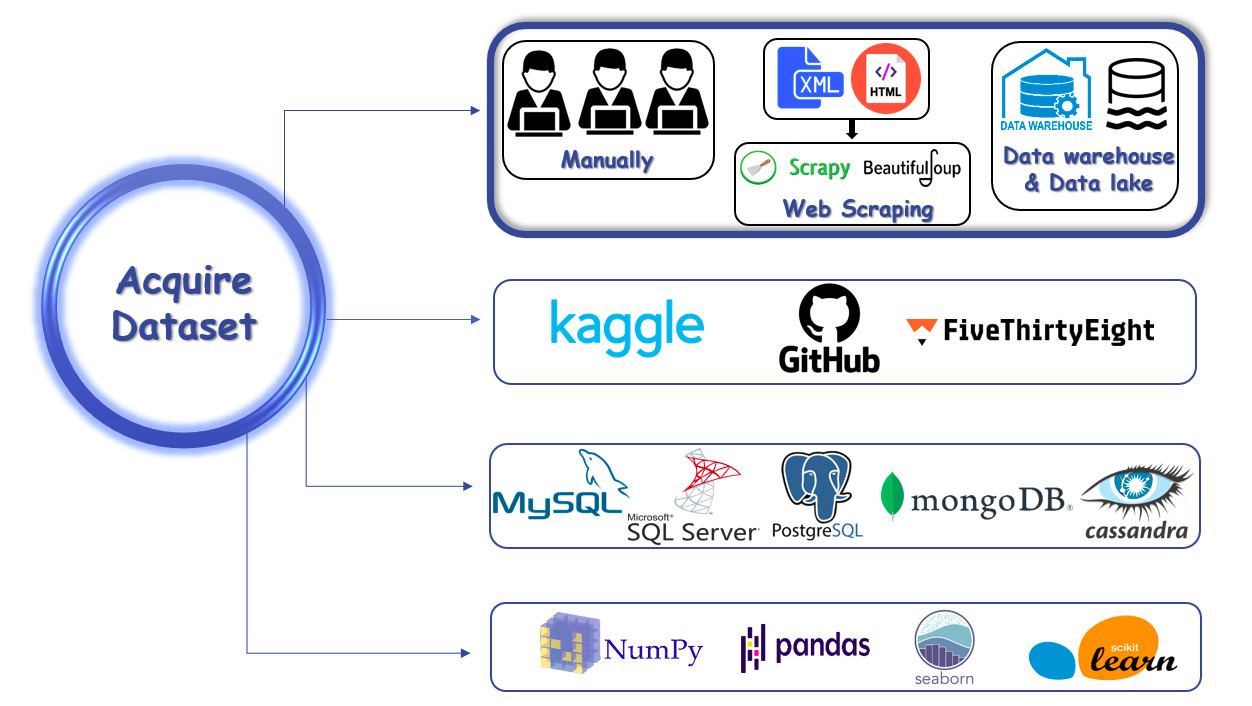 Acquire
Dataset
Manually
XML
</>
HTML
Scrapy
BeautifulSoup
Web Scraping
DATA WAREHOUSE
Data warehouse
& Data lake
kaggle
GitHub
FiveThirtyEight
MySQL
Microsoft®
SQL Server®
PostgreSQL
mongoDB®
cassandra
NumPy
pandas
seaborn
scikit
learn